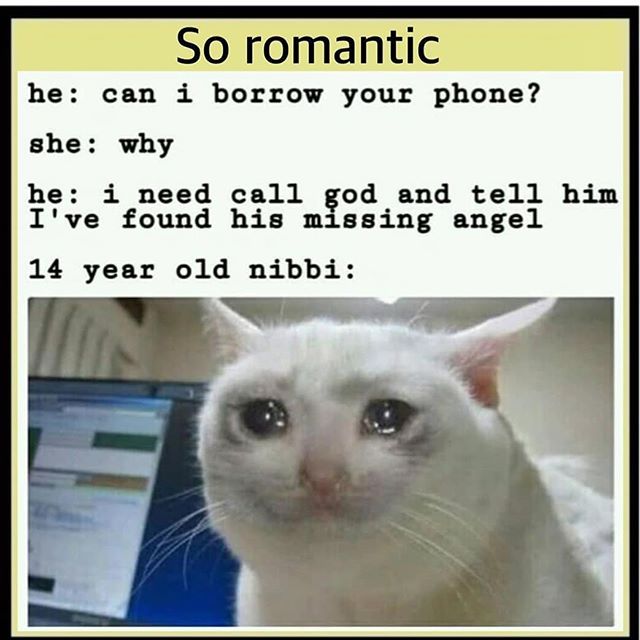 So romantic
he: can i borrow your phone?
she: why
he: i need call god and tell him
I've found his missing angel
14 year old nibbi: